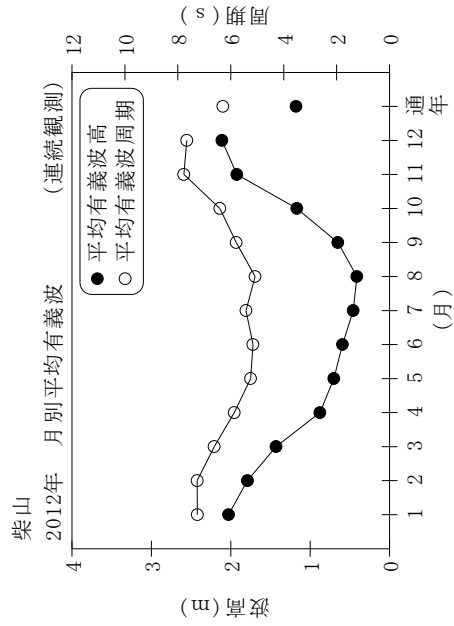 柴山
2012年 月別平均有義波 (連続観測)
平均有義波高
平均有義波周期
波高(m)
4
3
2
1
0
周期(s)
12
10
8
6
4
2
0
1 2 3 4 5 6 7 8 9 10 11 12 通年
(月)